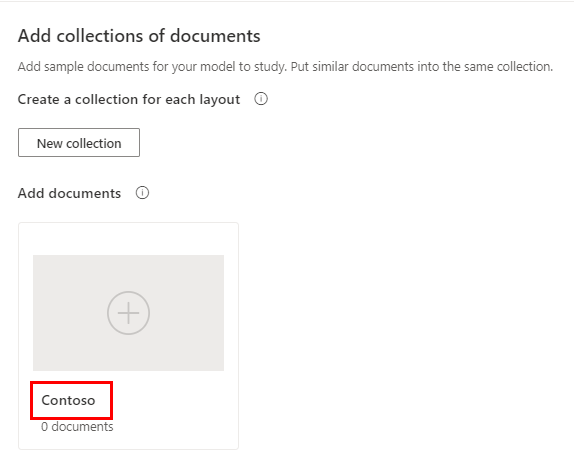 Add collections of documents
Add sample documents for your model to study. Put similar documents into the same collection.
Create a collection for each layout
New collection
Add documents
Contoso
0 documents